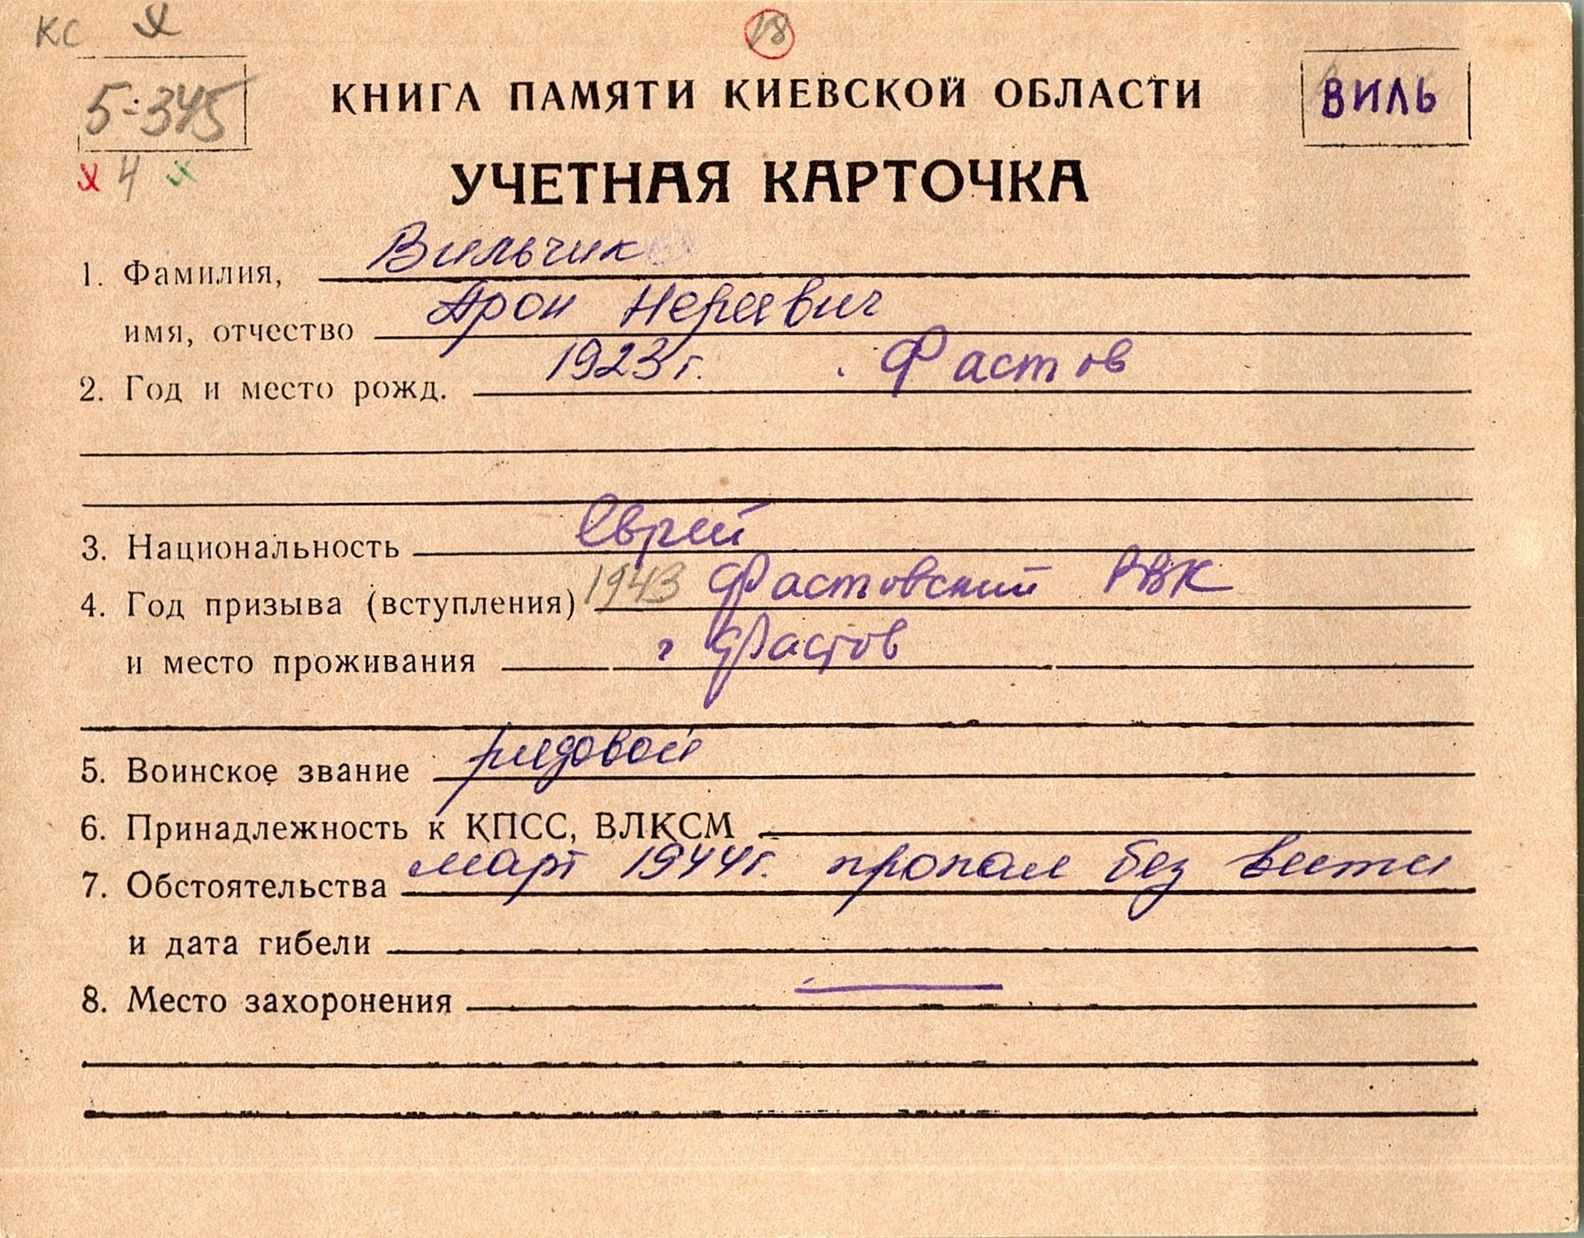 КС Х
18
5-345
КНИГА ПАМЯТИ КИЕВСКОЙ ОБЛАСТИ
ВИЛЬ
х 4 х
УЧЕТНАЯ КАРТОЧКА
1. Фамилия, Вильчик
имя, отчество Арон
2. Год и место рожд. 1923г. Фастов
3. Национальность Еврей
4. Год призыва (вступления) 1943 Фастовский РВК
и место проживания г Фастов
5. Воинское звание рядовой
6. Принадлежность к КПСС, ВЛКСМ
7. Обстоятельства март 1944г. пропал без вести
и дата гибели
8. Место захоронения